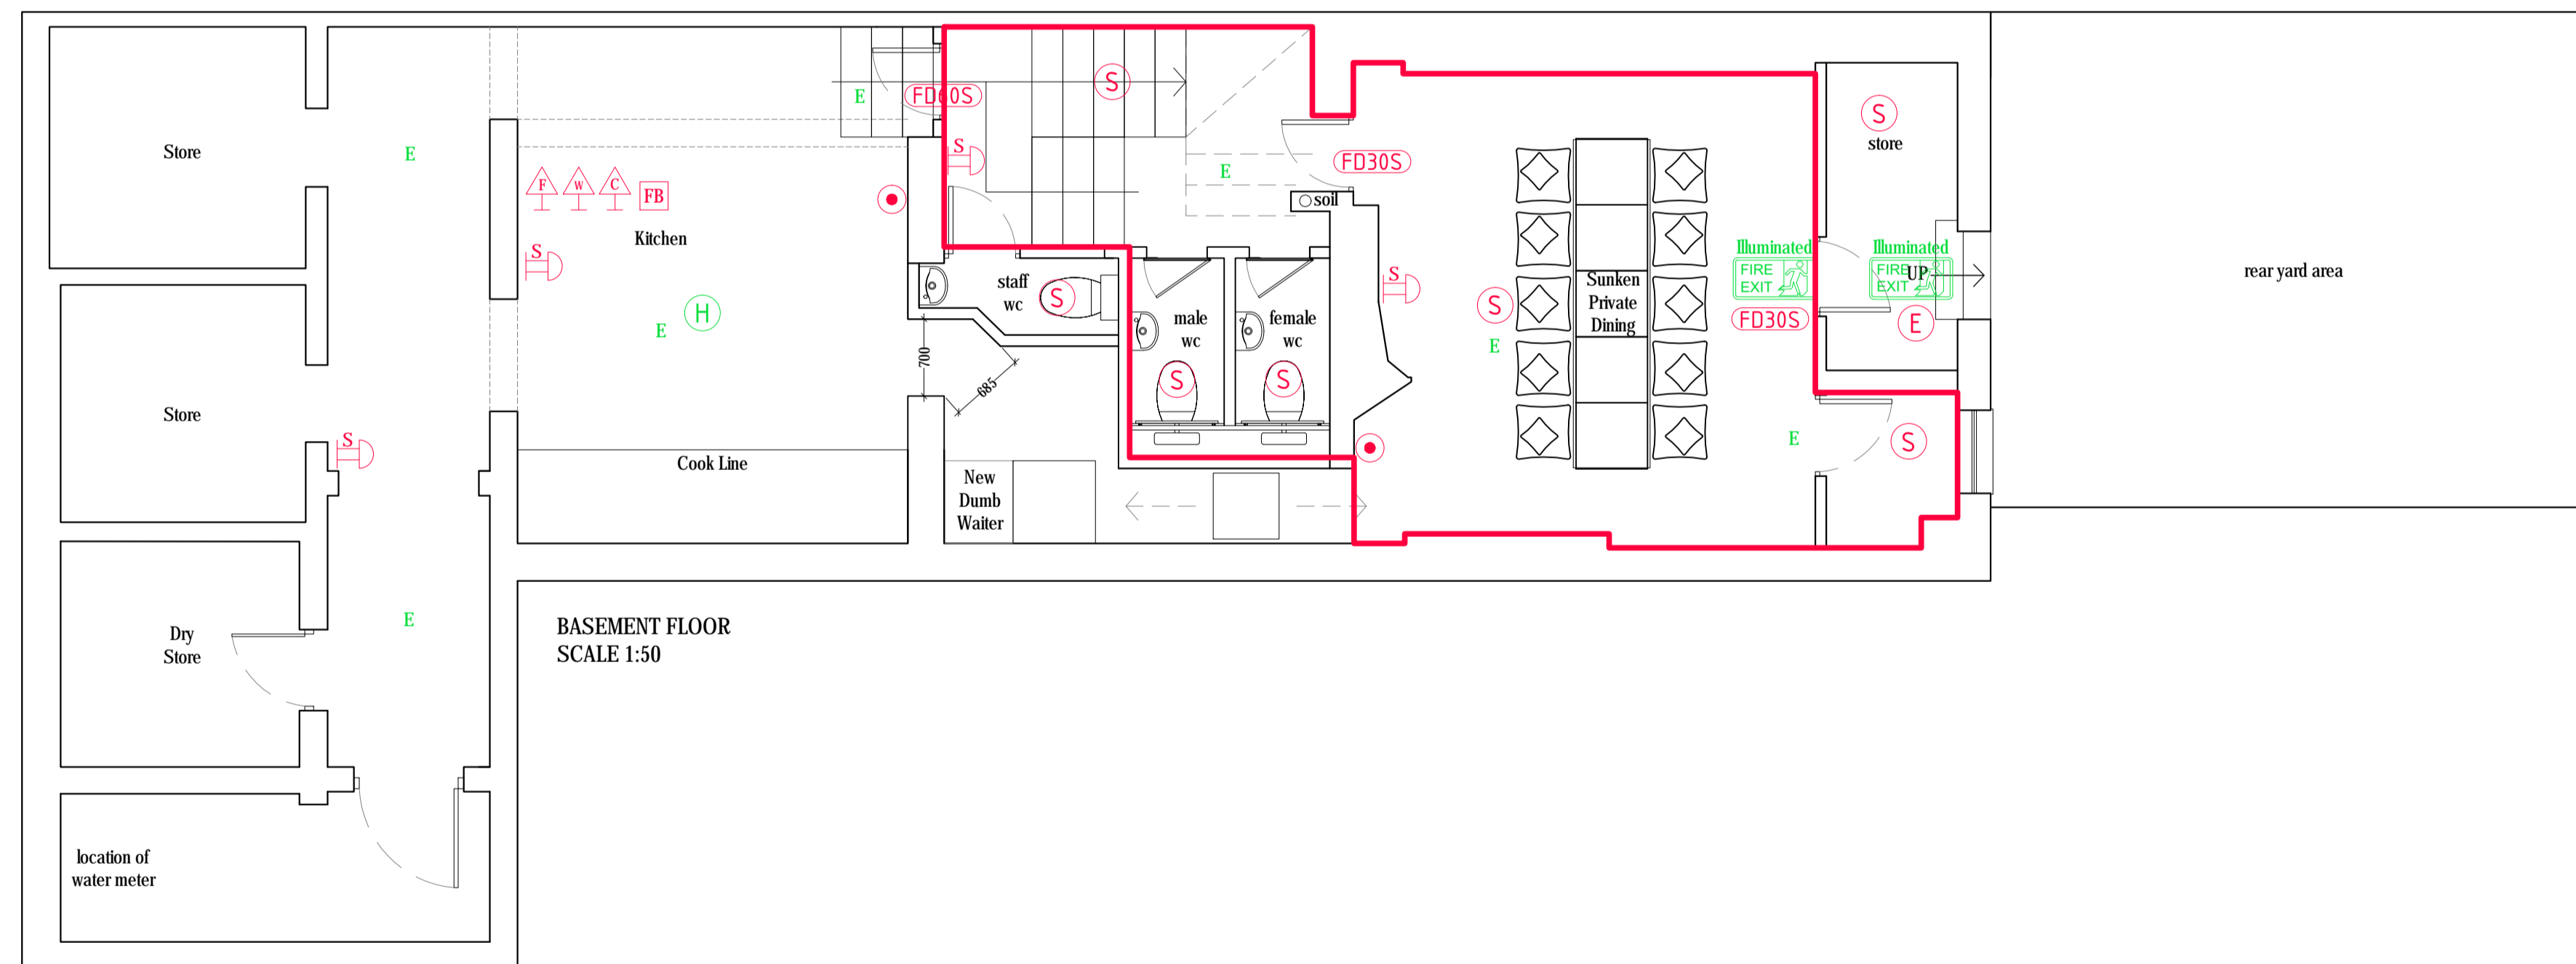 Store
E
F
W
C
FB
S
Kitchen
E
H
E
FD60S
S
S
E
FD30S
soil
staff
wc
S
male
wc
S
female
wc
S
S
S
E
Sunken
Private
Dining
Illuminated
FIRE
EXIT
FD30S
S
store
Illuminated
FIRE
EXIT
UP
E
rear yard area
Store
S
Cook Line
700
685
New
Dumb
Waiter
E
S
Dry
Store
E
location of
water meter
BASEMENT FLOOR
SCALE 1:50